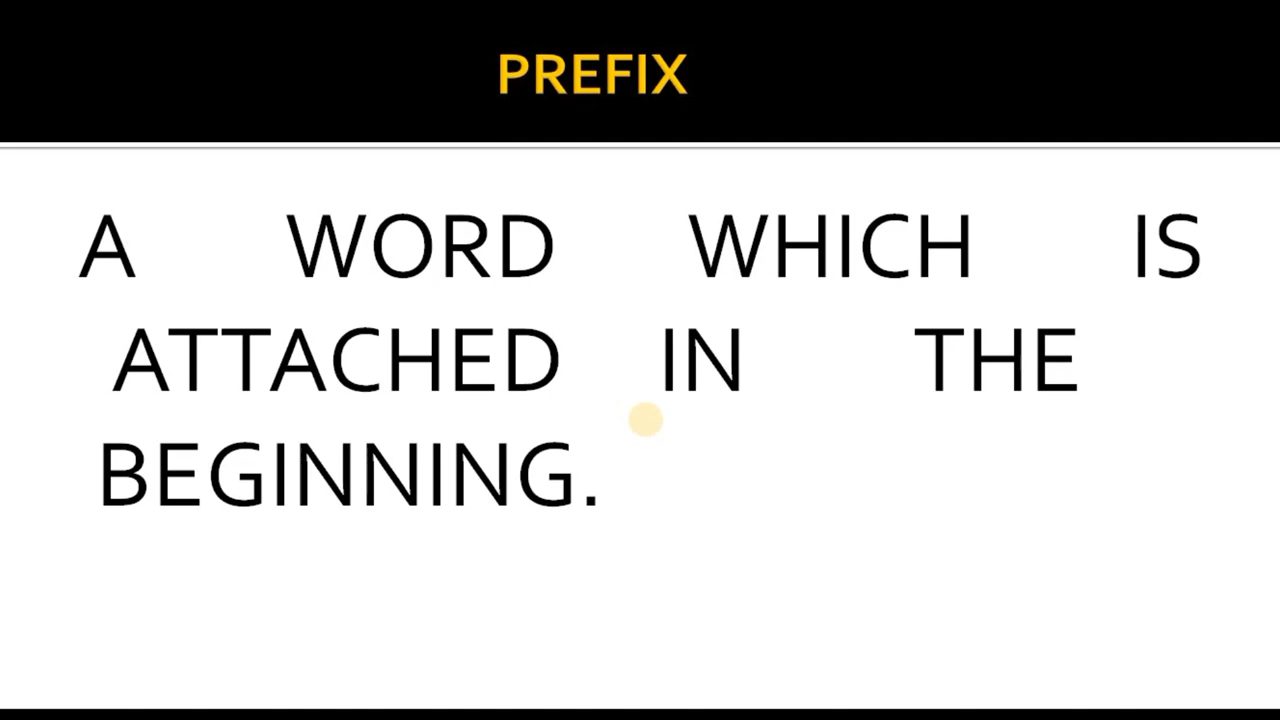 PREFIX
A WORD WHICH IS
ATTACHED IN THE
BEGINNING.